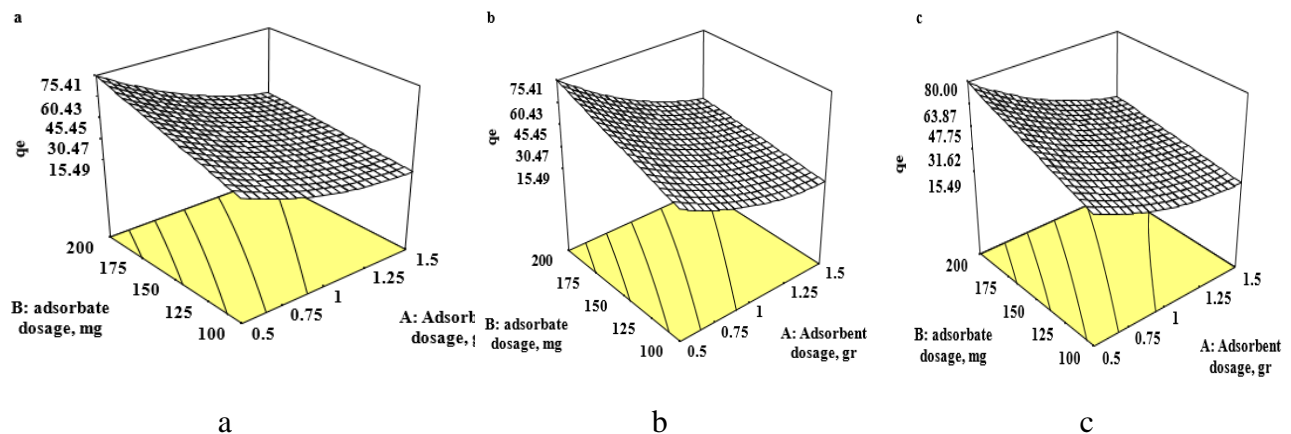 a
75.41
60.43
45.45
30.47
15.49
qe
200
175
150
125
100
B: adsorbate
dosage, mg
0.5
0.75
1
1.25
1.5
A: Adsorb
dosage, g
a
b
75.41
60.43
45.45
30.47
15.49
qe
200
175
150
125
100
B: adsorbate
dosage, mg
0.5
0.75
1
1.25
1.5
A: Adsorbent
dosage, gr
b
c
80.00
63.87
47.75
31.62
15.49
qe
200
175
150
125
100
B: adsorbate
dosage, mg
0.5
0.75
1
1.25
1.5
A: Adsorbent
dosage, gr
c